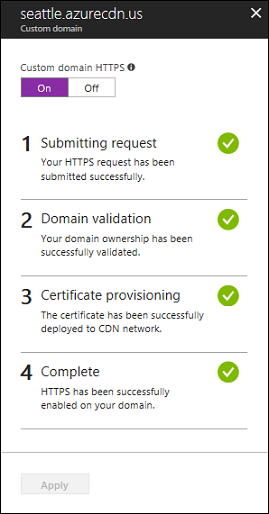 seattle.azurecdn.us
Custom domain
Custom domain HTTPS
On Off
1 Submitting request
Your HTTPS request has been
submitted successfully.
2 Domain validation
Your domain ownership has been
successfully validated.
3 Certificate provisioning
The certificate has been successfully
deployed to CDN network.
4 Complete
HTTPS has been successfully
enabled on your domain.
Apply